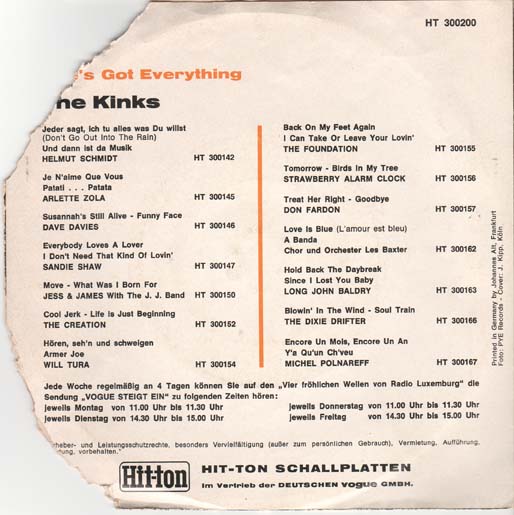 HT 300200
's Got Everything
he Kinks
Jeder sagt, ich tu alles was Du willst
(Don't Go Out Into The Rain)
Und dann ist da Musik
HELMUT SCHMIDT HT 300142
Je N'aime Que Vous
Patati . . . Patata
ARLETTE ZOLA HT 300145
Susannah's Still Alive - Funny Face
DAVE DAVIES HT 300146
Everybody Loves A Lover
I Don't Need That Kind Of Lovin'
SANDIE SHAW HT 300147
Move - What Was I Born For
JESS & JAMES With The J. J. Band HT 300150
Cool Jerk - Life Is Just Beginning
THE CREATION HT 300152
Hören, seh'n und schweigen
Armer Joe
WILL TURA HT 300154
Back On My Feet Again
I Can Take Or Leave Your Lovin'
THE FOUNDATION HT 300155
Tomorrow - Birds In My Tree
STRAWBERRY ALARM CLOCK HT 300156
Treat Her Right - Goodbye
DON FARDON HT 300157
Love Is Blue (L'amour est bleu)
A Banda
Chor und Orchester Les Baxter HT 300162
Hold Back The Daybreak
Since I Lost You Baby
LONG JOHN BALDRY HT 300163
Blowin' In The Wind - Soul Train
THE DIXIE DRIFTER HT 300166
Encore Un Mois, Encore Un An
Y'a Qu'un Ch'veu
MICHEL POLNAREFF HT 300167
Printed in Germany by Johannes Alt, Frankfurt
Foto: PYE Records - Cover: J. Kipp, Köln
Jede Woche regelmäßig an 4 Tagen können Sie auf den „Vier fröhlichen Wellen von Radio Luxemburg“ die
Sendung „VOGUE STEIGT EIN“ zu folgenden Zeiten hören:
jeweils Montag von 11.00 Uhr bis 11.30 Uhr
jeweils Dienstag von 14.30 Uhr bis 15.00 Uhr
jeweils Donnerstag von 11.00 Uhr bis 11.30 Uhr
jeweils Freitag von 14.30 Uhr bis 15.00 Uhr
heber- und Leistungsschutzrechte, besonders Vervielfältigung (außer zum persönlichen Gebrauch), Vermietung, Aufführung,
ung, vorbehalten."
Hit-ton HIT-TON SCHALLPLATTEN
Im Vertrieb der DEUTSCHEN VOGUE GMBH.